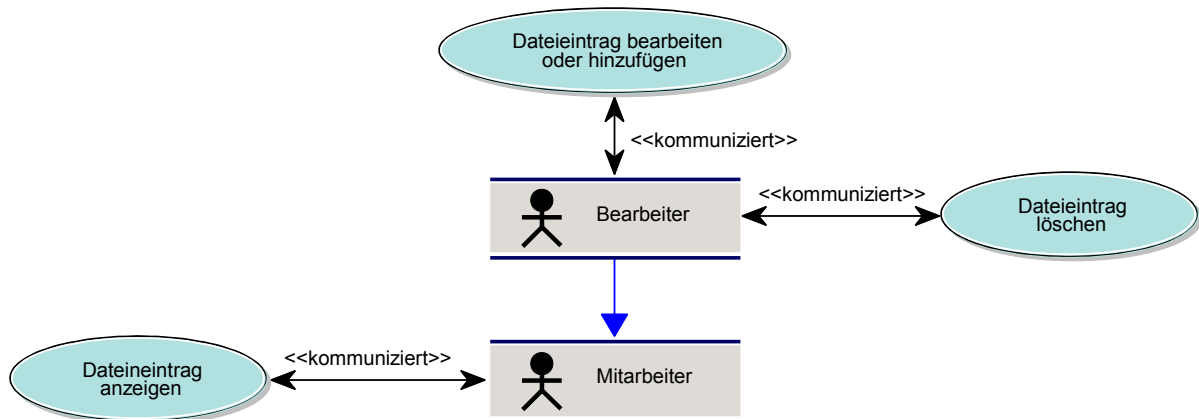 Dateieintrag bearbeiten
oder hinzufügen
<<kommuniziert>>
Bearbeiter
<<kommuniziert>>
Dateieintrag
löschen
Dateineintrag
anzeigen
<<kommuniziert>>
Mitarbeiter